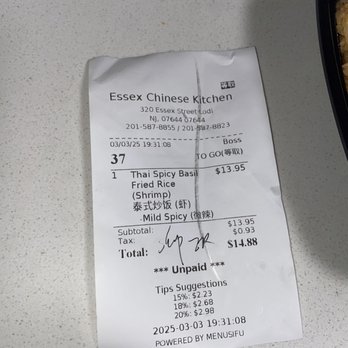 Essex Chinese Kitchen
320 Essex Street Lodi
NJ, 07644 07644
201-587-8855 / 201-587-8823
03/03/25 19:31:08 Boss
37 TO GO(等取)
1 Thai Spicy Basil $13.95
Fried Rice
(Shrimp)
泰式炒饭 (虾)
-Mild Spicy (微辣)
Subtotal: $13.95
Tax: $0.93
Total: $14.88
*** Unpaid ***
Tips Suggestions
15%: $2.23
18%: $2.68
20%: $2.98
2025-03-03 19:31:08
POWERED BY MENUSIFU